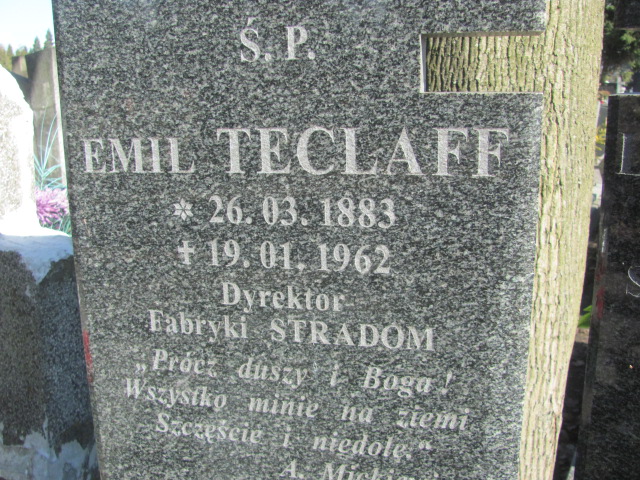 Ś. P.
EMIL TECLAFF
* 26. 03. 1883
✝ 19. 01. 1962
Dyrektor
Fabryki STRADOM
„Prócz duszy i Boga!
Wszystko minie na ziemi
Szczęście i niedole.“
A.